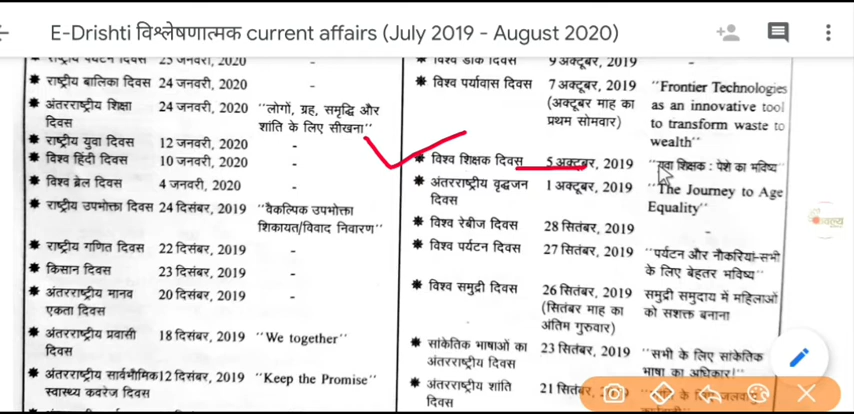 E-Drishti विश्लेषणात्मक current affairs (July 2019 - August 2020)
राष्ट्रीय पर्यटन दिवस 25 जनवरी, 2020 -
✱ राष्ट्रीय बालिका दिवस 24 जनवरी, 2020 -
✱ अंतरराष्ट्रीय शिक्षा 24 जनवरी, 2020 ‘‘लोगों, ग्रह, समृद्धि और
दिवस शांति के लिए सीखना’’
✱ राष्ट्रीय युवा दिवस 12 जनवरी, 2020 -
✱ विश्व हिंदी दिवस 10 जनवरी, 2020 -
✱ विश्व ब्रेल दिवस 4 जनवरी, 2020 -
✱ राष्ट्रीय उपभोक्ता दिवस 24 दिसंबर, 2019 ‘‘वैकल्पिक उपभोक्ता
शिकायत/विवाद निवारण’’
✱ राष्ट्रीय गणित दिवस 22 दिसंबर, 2019 -
✱ किसान दिवस 23 दिसंबर, 2019 -
✱ अंतरराष्ट्रीय मानव 20 दिसंबर, 2019 -
एकता दिवस
✱ अंतरराष्ट्रीय प्रवासी 18 दिसंबर, 2019 ‘‘We together’’
दिवस
✱ अंतरराष्ट्रीय सार्वभौमिक 12 दिसंबर, 2019 ‘‘Keep the Promise’’
स्वास्थ्य कवरेज दिवस
विश्व डाक दिवस 9 अक्टूबर, 2019 -
✱ विश्व पर्यावास दिवस 7 अक्टूबर, 2019 ‘‘Frontier Technologies
(अक्टूबर माह का as an innovative tool
प्रथम सोमवार) to transform waste to
wealth’’
✱ विश्व शिक्षक दिवस 5 अक्टूबर, 2019 ‘‘युवा शिक्षक : पेशे का भविष्य’’
✱ अंतरराष्ट्रीय वृद्धजन 1 अक्टूबर, 2019 ‘‘The Journey to Age
दिवस Equality’’
✱ विश्व रेबीज दिवस 28 सितंबर, 2019 -
✱ विश्व पर्यटन दिवस 27 सितंबर, 2019 ‘‘पर्यटन और नौकरियां-सभी
के लिए बेहतर भविष्य’’
✱ विश्व समुद्री दिवस 26 सितंबर, 2019 समुद्री समुदाय में महिलाओं
(सितंबर माह का को सशक्त बनाना
अंतिम गुरुवार)
✱ सांकेतिक भाषाओं का 23 सितंबर, 2019 ‘‘सभी के लिए सांकेतिक
अंतरराष्ट्रीय दिवस भाषा का अधिकार!’’
✱ अंतरराष्ट्रीय शांति 21 सितंबर, 2019 के लिए
दिवस